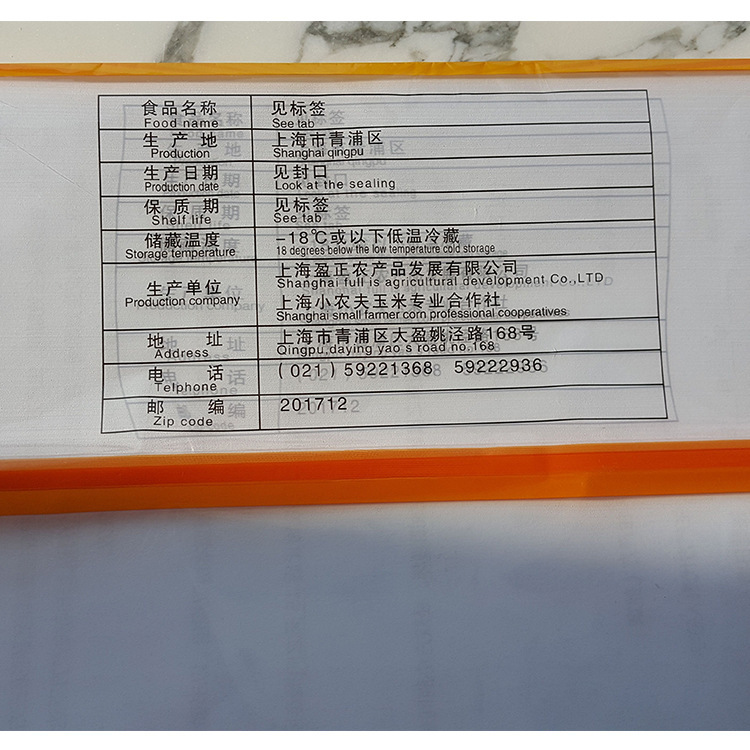 食品名称 见标签
Food name See tab
生产地 上海市青浦区
Production Shanghai qingpu
生产日期 见封口
Production date Look at the sealing
保质期 见标签
Shelf life See tab
储藏温度 -18℃或以下低温冷藏
Storage temperature 18 degrees below the low temperature cold storage
生产单位 上海盈正农产品发展有限公司
Production company Shanghai full is agricultural development Co.,LTD
上海小农夫玉米专业合作社
Shanghai small farmer corn professional cooperatives
地址 上海市青浦区大盈姚泾路168号
Address Qingpu,daying yao s road no.168
电话 (021) 59221368 59222936
Telphone
邮编 201712
Zip code